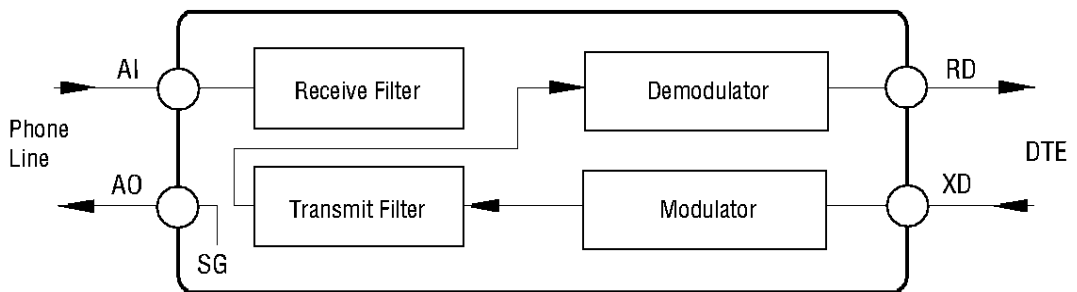 AI
Receive Filter
Demodulator
RD
Phone
Line
DTE
AO
Transmit Filter
Modulator
XD
SG